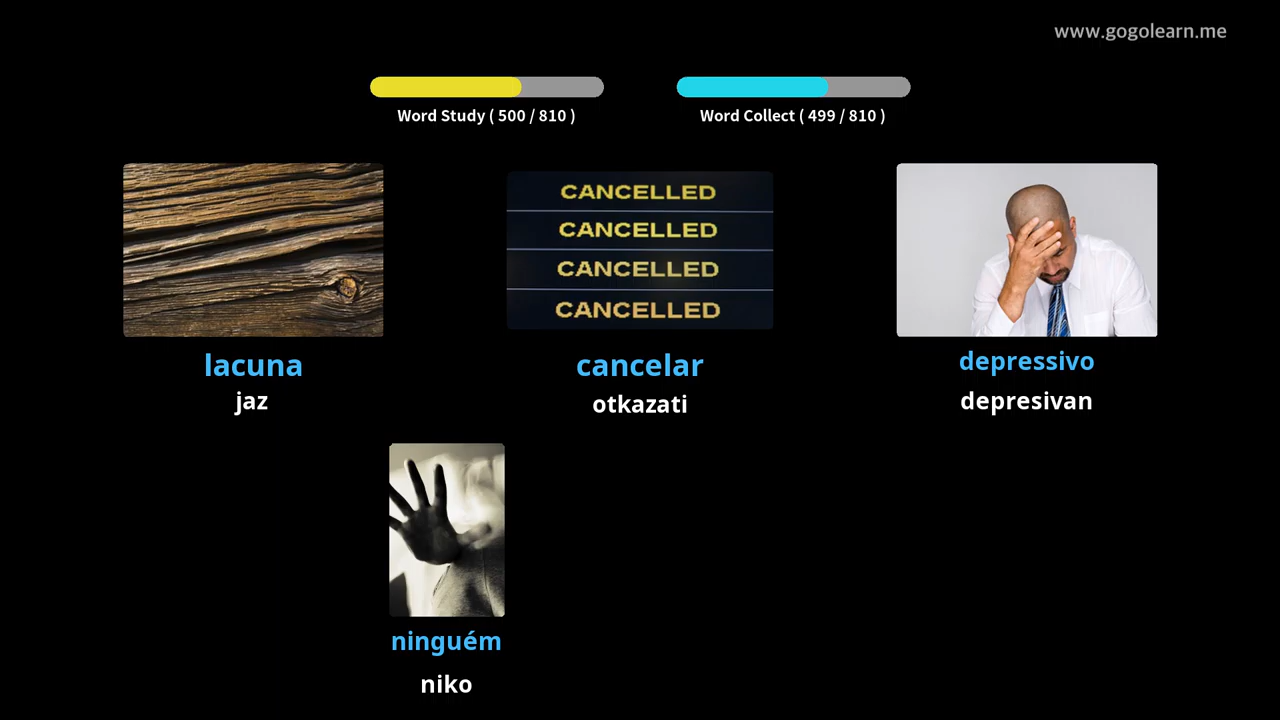 www.gogolearn.me
Word Study ( 500 / 810 )
Word Collect ( 499 / 810 )
CANCELLED
CANCELLED
CANCELLED
CANCELLED
lacuna
jaz
cancelar
otkazati
depressivo
depresivan
ninguém
niko